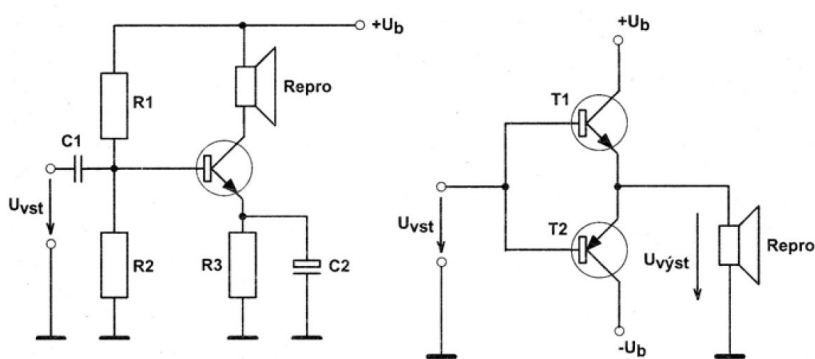 +Ub
R1
Repro
C1
Uvst
R2
R3
C2
+Ub
T1
Uvst
T2
Uvýst
Repro
-Ub